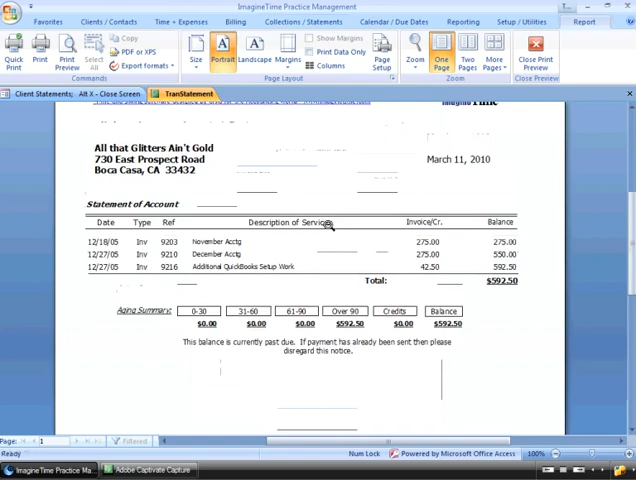 ImagineTime Practice Management
Favorites Clients / Contacts Time + Expenses Billing Collections / Statements Calendar / Due Dates Reporting Setup / Utilities Report
Quick Print
Print
Print Preview
Select All
Copy
PDF or XPS
Export formats
Size
Portrait
Landscape
Margins
Show Margins
Print Data Only
Columns
Page Setup
Zoom
One Page
Two Pages
More Pages
Close Print Preview
Commands Page Layout Zoom Close Preview
Client Statements; Alt X - Close Screen TranStatement
All that Glitters Ain't Gold
730 East Prospect Road
Boca Casa, CA 33432
March 11, 2010
Statement of Account
Date Type Ref Description of Services Invoice/Cr. Balance
12/18/05 Inv 9203 November Acctg 275.00 275.00
12/27/05 Inv 9210 December Acctg 275.00 550.00
12/27/05 Inv 9216 Additional QuickBooks Setup Work 42.50 592.50
Total: $592.50
Aging Summary: 0-30 31-60 61-90 Over 90 Credits Balance
$0.00 $0.00 $0.00 $592.50 $0.00 $592.50
This balance is currently past due. If payment has already been sent then please
disregard this notice.
Page: 1 Filtered
Ready Num Lock Powered by Microsoft Office Access 100%
ImagineTime Practice Ma... Adobe Captivate Capture